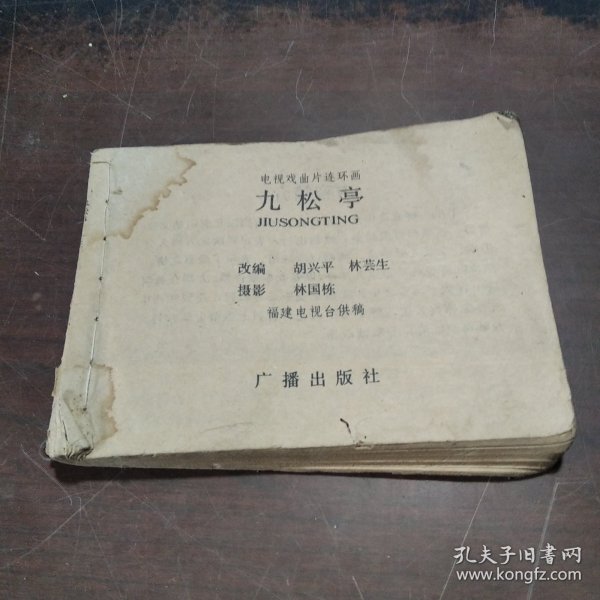 电视戏曲片连环画
九松亭
JIUSONGTING
改编 胡兴平 林芸生
摄影 林国栋
福建电视台供稿
广播出版社
孔夫子旧书网
www.kongfz.com